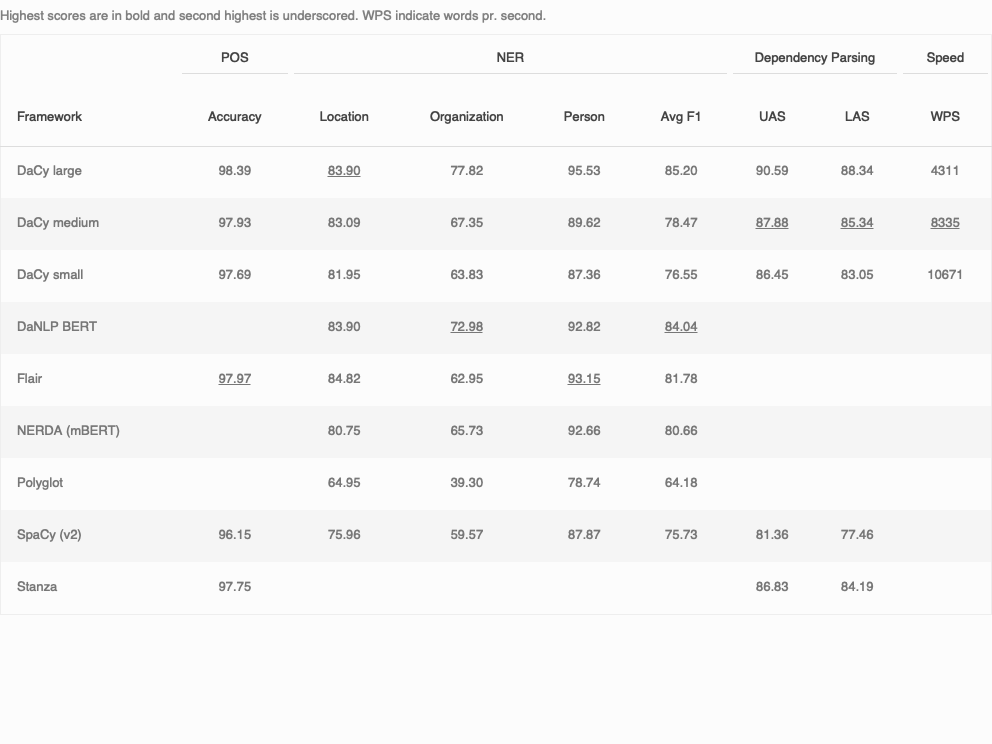 Highest scores are in bold and second highest is underscored. WPS indicate words pr. second.
POS NER Dependency Parsing Speed
Framework Accuracy Location Organization Person Avg F1 UAS LAS WPS
DaCy large 98.39 83.90 77.82 95.53 85.20 90.59 88.34 4311
DaCy medium 97.93 83.09 67.35 89.62 78.47 87.88 85.34 8335
DaCy small 97.69 81.95 63.83 87.36 76.55 86.45 83.05 10671
DaNLP BERT 83.90 72.98 92.82 84.04
Flair 97.97 84.82 62.95 93.15 81.78
NERDA (mBERT) 80.75 65.73 92.66 80.66
Polyglot 64.95 39.30 78.74 64.18
SpaCy (v2) 96.15 75.96 59.57 87.87 75.73 81.36 77.46
Stanza 97.75 86.83 84.19